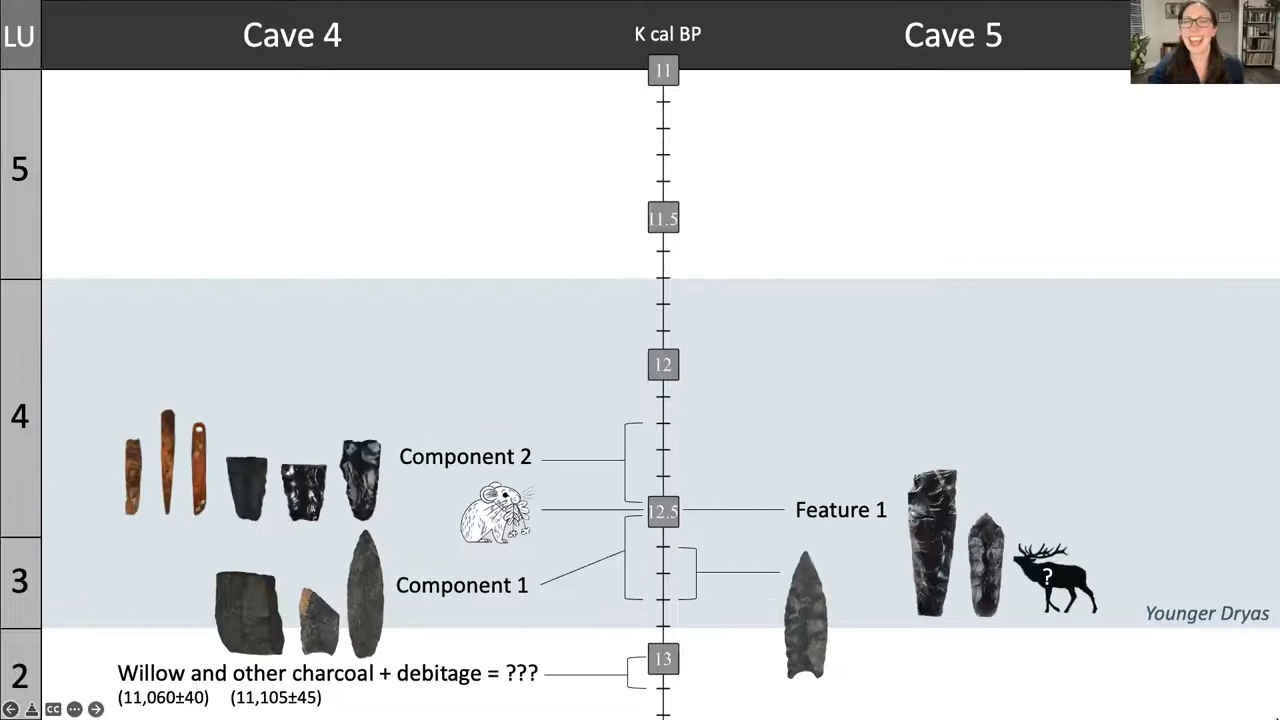 LU
Cave 4
K cal BP
Cave 5
11
5
11.5
12
4
Component 2
12.5
Feature 1
3
Component 1
?
Younger Dryas
13
2
Willow and other charcoal + debitage = ???
(11,060±40) (11,105±45)
CC